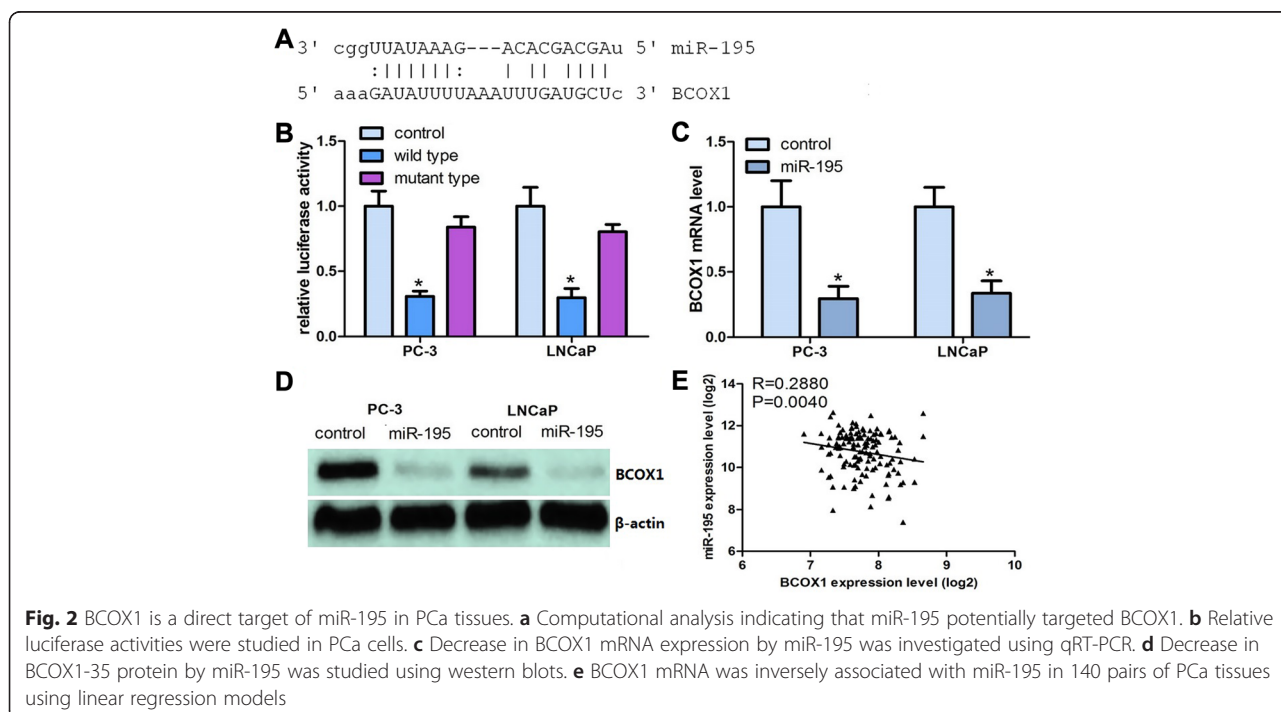 A
3' cggUUAUAAAG---ACACGACGAu 5' miR-195
:||||||: | || ||||
5' aaaGAUAUUUUAAAUUUGAUGCUc 3' BCOX1
B
relative luciferase activity
1.5
1.0
0.5
0.0
control
wild type
mutant type
*
*
PC-3
LNCaP
C
BCOX1 mRNA level
1.5
1.0
0.5
0.0
control
miR-195
*
*
PC-3
LNCaP
D
PC-3 LNCaP
control miR-195 control miR-195
BCOX1
β-actin
E
miR-195 expression level (log2)
14
12
10
8
6
R=0.2880
P=0.0040
6 7 8 9 10
BCOX1 expression level (log2)
Fig. 2 BCOX1 is a direct target of miR-195 in PCa tissues. a Computational analysis indicating that miR-195 potentially targeted BCOX1. b Relative
luciferase activities were studied in PCa cells. c Decrease in BCOX1 mRNA expression by miR-195 was investigated using qRT-PCR. d Decrease in
BCOX1-35 protein by miR-195 was studied using western blots. e BCOX1 mRNA was inversely associated with miR-195 in 140 pairs of PCa tissues
using linear regression models